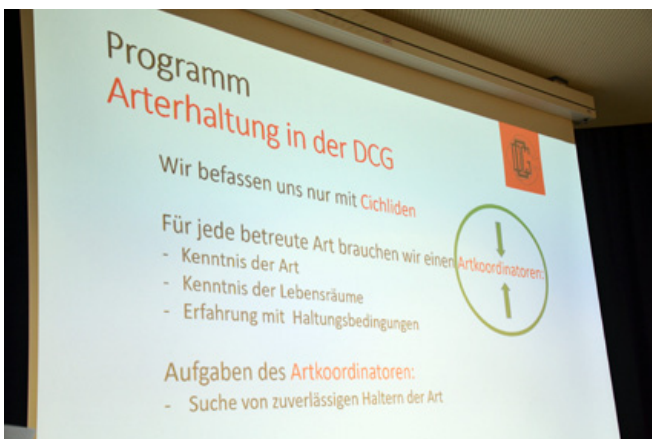 Programm
Arterhaltung in der DCG
Wir befassen uns nur mit Cichliden
Für jede betreute Art brauchen wir einen Artkoordinatoren:
- Kenntnis der Art
- Kenntnis der Lebensräume
- Erfahrung mit Haltungsbedingungen
Aufgaben des Artkoordinatoren:
- Suche von zuverlässigen Haltern der Art